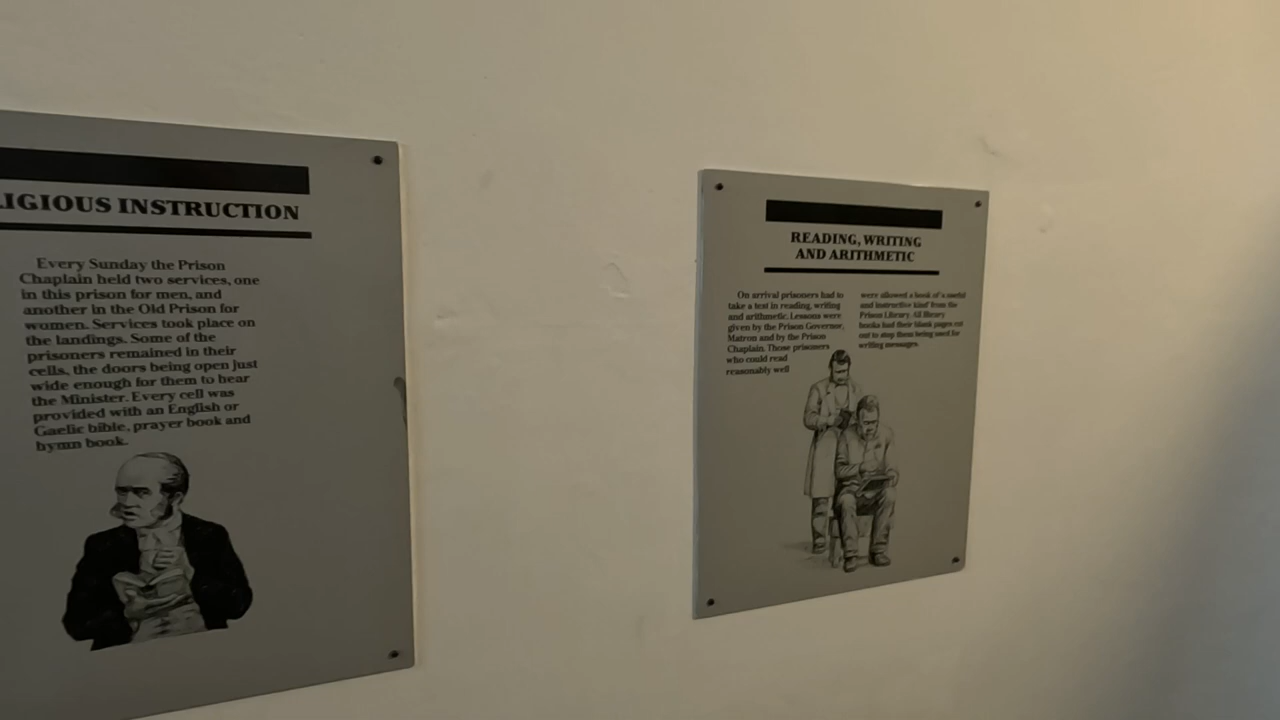 LIGIOUS INSTRUCTION
Every Sunday the Prison
Chaplain held two services, one
in this prison for men, and
another in the Old Prison for
women. Services took place on
the landings. Some of the
prisoners remained in their
cells, the doors being open just
wide enough for them to hear
the Minister. Every cell was
provided with an English or
Gaelic bible, prayer book and
hymn book.
READING, WRITING
AND ARITHMETIC
On arrival prisoners had to
take a test in reading, writing
and arithmetic. Lessons were
given by the Prison Governor,
Matron and by the Prison
Chaplain. Those prisoners
who could read
reasonably well
were allowed a book of 'a useful
and instructive kind' from the
Prison Library. All library
books had their blank pages cut
out to stop them being used for
writing messages.